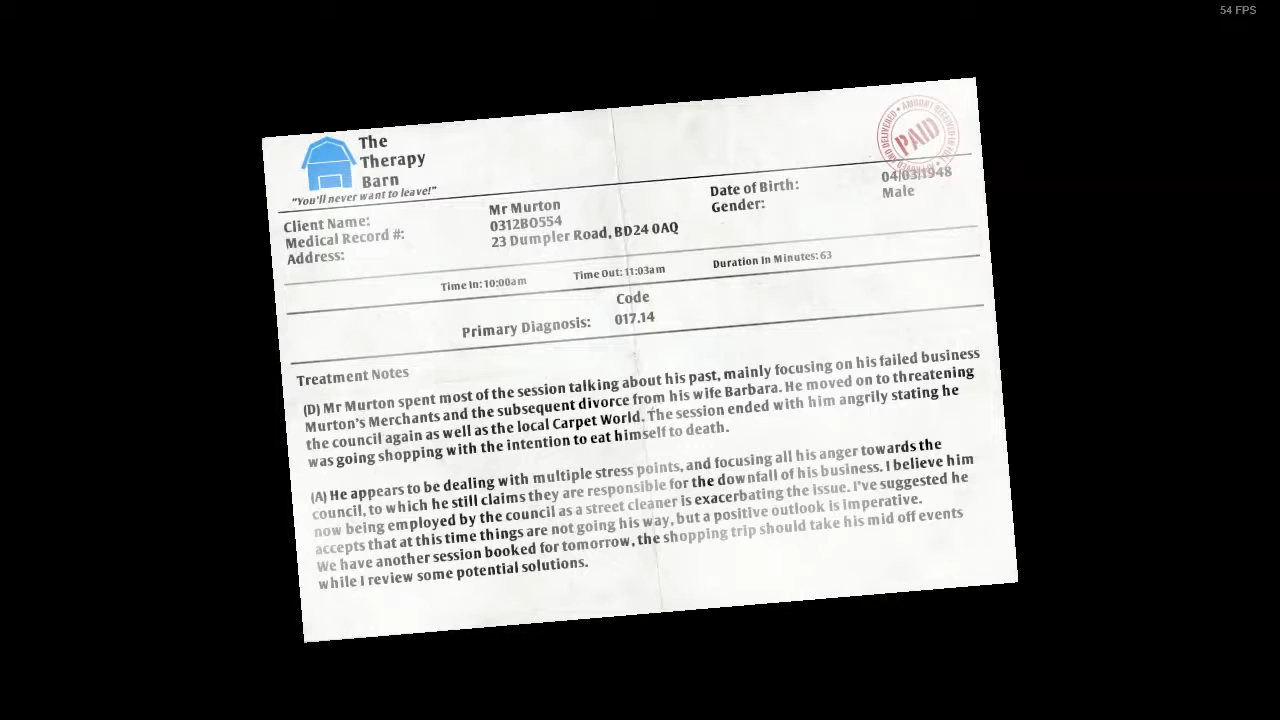 54 FPS
The
Therapy
Barn
"You'll never want to leave!"
PAID
Client Name: Mr Murton Date of Birth: 04/03/1948
Medical Record #: 0312BO554 Gender: Male
Address: 23 Dumpler Road, BD24 0AQ
Time In: 10:00am Time Out: 11:03am Duration In Minutes: 63
Code
Primary Diagnosis: 017.14
Treatment Notes
(D) Mr Murton spent most of the session talking about his past, mainly focusing on his failed business
Murton's Merchants and the subsequent divorce from his wife Barbara. He moved on to threatening
the council again as well as the local Carpet World. The session ended with him angrily stating he
was going shopping with the intention to eat himself to death.
(A) He appears to be dealing with multiple stress points, and focusing all his anger towards the
council, to which he still claims they are responsible for the downfall of his business. I believe him
now being employed by the council as a street cleaner is exacerbating the issue. I've suggested he
accepts that at this time things are not going his way, but a positive outlook is imperative.
We have another session booked for tomorrow, the shopping trip should take his mid off events
while I review some potential solutions.